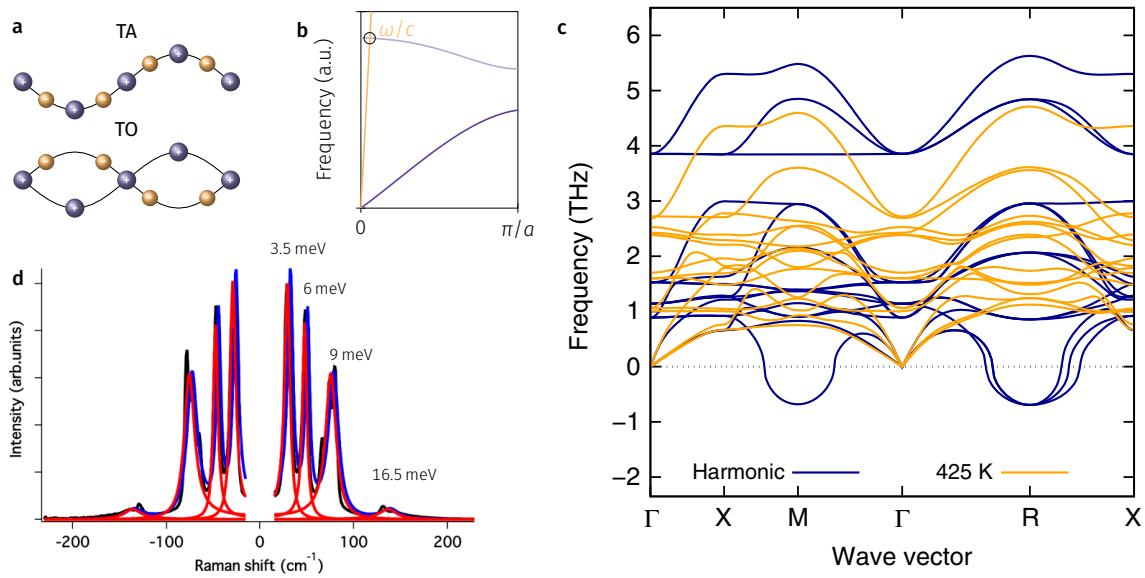 a
TA
+ + + + +
TO
+ + + + +
b
ω/c
Frequency (a.u.)
π/a
c
6
5
4
3
2
1
0
−1
−2
Frequency (THz)
Harmonic
425 K
Γ X M Γ R X
Wave vector
d
3.5 meV
6 meV
9 meV
16.5 meV
Intensity (arb.units)
-200 -100 0 100 200
Raman shift (cm⁻¹)